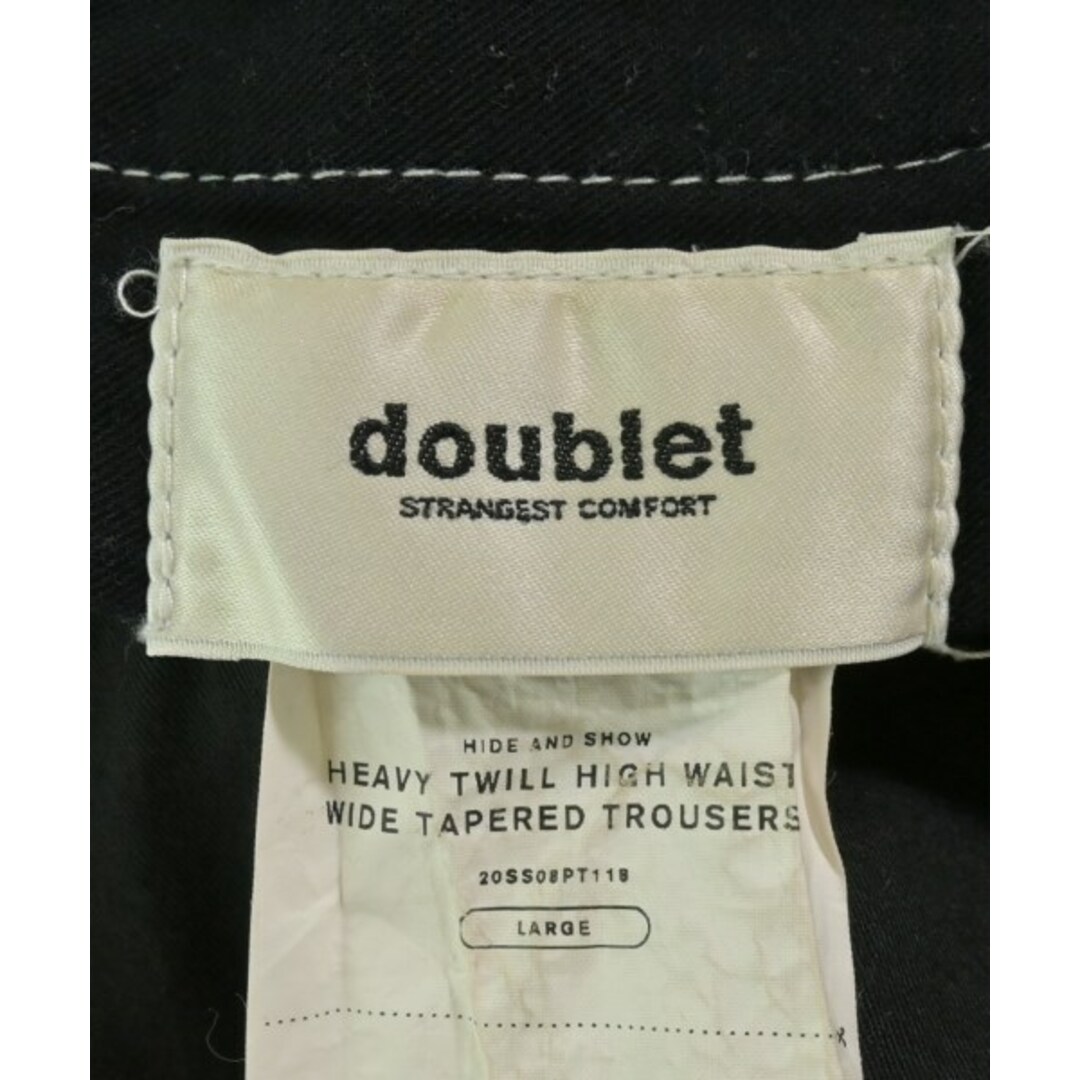 doublet
STRANGEST COMFORT
HIDE AND SHOW
HEAVY TWILL HIGH WAIST
WIDE TAPERED TROUSERS
20SS08PT118
LARGE